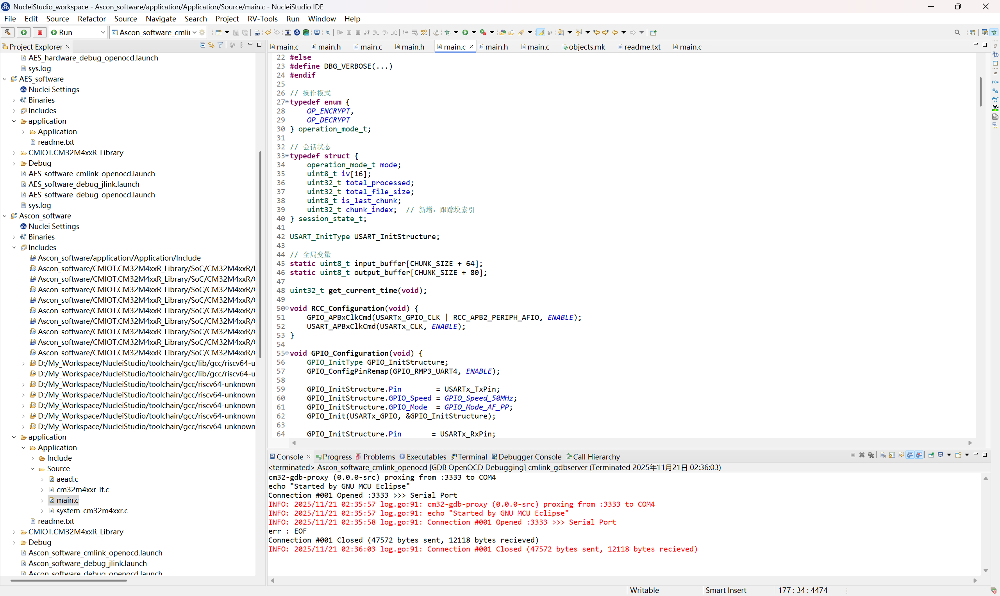 NucleiStudio_workspace - Ascon_software/application/Application/Source/main.c - NucleiStudio IDE
File Edit Source Refactor Source Navigate Search Project RV-Tools Run Window Help
Run Ascon_software_cmlin
Project Explorer
AES_hardware_debug_openocd.launch
sys.log
AES_software
Nuclei Settings
Binaries
Includes
application
Application
readme.txt
CMIOT.CM32M4xxR_Library
Debug
AES_software_cmlink_openocd.launch
AES_software_debug_jlink.launch
AES_software_debug_openocd.launch
sys.log
Ascon_software
Nuclei Settings
Binaries
Includes
Ascon_software/application/Application/Include
Ascon_software/CMIOT.CM32M4xxR_Library/SoC/CM32M4xxR/
Ascon_software/CMIOT.CM32M4xxR_Library/SoC/CM32M4xxR/
Ascon_software/CMIOT.CM32M4xxR_Library/SoC/CM32M4xxR/
Ascon_software/CMIOT.CM32M4xxR_Library/SoC/CM32M4xxR/
Ascon_software/CMIOT.CM32M4xxR_Library/SoC/CM32M4xxR/
Ascon_software/CMIOT.CM32M4xxR_Library/SoC/CM32M4xxR/
Ascon_software/CMIOT.CM32M4xxR_Library/SoC/CM32M4xxR/
Ascon_software/CMIOT.CM32M4xxR_Library/SoC/CM32M4xxR/
Ascon_software/CMIOT.CM32M4xxR_Library/SoC/CM32M4xxR/
D:/My_Workspace/NucleiStudio/toolchain/gcc/lib/gcc/riscv64-u
D:/My_Workspace/NucleiStudio/toolchain/gcc/lib/gcc/riscv64-u
D:/My_Workspace/NucleiStudio/toolchain/gcc/riscv64-unknown
D:/My_Workspace/NucleiStudio/toolchain/gcc/riscv64-unknown
D:/My_Workspace/NucleiStudio/toolchain/gcc/riscv64-unknown
D:/My_Workspace/NucleiStudio/toolchain/gcc/riscv64-unknown
D:/My_Workspace/NucleiStudio/toolchain/gcc/riscv64-unknown
application
Application
Include
Source
aead.c
cm32m4xxr_it.c
main.c
system_cm32m4xxr.c
readme.txt
CMIOT.CM32M4xxR_Library
Debug
Ascon_software_cmlink_openocd.launch
Ascon_software_debug_jlink.launch
Ascon_software_debug_openocd.launch
main.c main.h main.c main.h main.c main.h main.c objects.mk readme.txt main.c
22 #else
23 #define DBG_VERBOSE(...)
24 #endif
25
26 // 操作模式
27 typedef enum {
28 OP_ENCRYPT,
29 OP_DECRYPT
30 } operation_mode_t;
31
32 // 会话状态
33 typedef struct {
34 operation_mode_t mode;
35 uint8_t iv[16];
36 uint32_t total_processed;
37 uint32_t total_file_size;
38 uint8_t is_last_chunk;
39 uint32_t chunk_index; // 新增：跟踪块索引
40 } session_state_t;
41
42 USART_InitType USART_InitStructure;
43
44 // 全局变量
45 static uint8_t input_buffer[CHUNK_SIZE + 64];
46 static uint8_t output_buffer[CHUNK_SIZE + 80];
47
48 uint32_t get_current_time(void);
49
50 void RCC_Configuration(void) {
51 GPIO_APBxClkCmd(USARTx_GPIO_CLK | RCC_APB2_PERIPH_AFIO, ENABLE);
52 USART_APBxClkCmd(USARTx_CLK, ENABLE);
53 }
54
55 void GPIO_Configuration(void) {
56 GPIO_InitType GPIO_InitStructure;
57 GPIO_ConfigPinRemap(GPIO_RMP3_UART4, ENABLE);
58
59 GPIO_InitStructure.Pin = USARTx_TxPin;
60 GPIO_InitStructure.GPIO_Speed = GPIO_Speed_50MHz;
61 GPIO_InitStructure.GPIO_Mode = GPIO_Mode_AF_PP;
62 GPIO_Init(USARTx_GPIO, &GPIO_InitStructure);
63
64 GPIO_InitStructure.Pin = USARTx_RxPin;
Console Progress Problems Executables Terminal Debugger Console Call Hierarchy
<terminated> Ascon_software_cmlink_openocd [GDB OpenOCD Debugging] cmlink_gdbserver (Terminated 2025年11月21日 02:36:03)
cm32-gdb-proxy (0.0.0-src) proxing from :3333 to COM4
echo "Started by GNU MCU Eclipse"
Connection #001 Opened :3333 >>> Serial Port
INFO: 2025/11/21 02:35:57 log.go:91: cm32-gdb-proxy (0.0.0-src) proxing from :3333 to COM4
INFO: 2025/11/21 02:35:57 log.go:91: echo "Started by GNU MCU Eclipse"
INFO: 2025/11/21 02:35:58 log.go:91: Connection #001 Opened :3333 >>> Serial Port
err : EOF
Connection #001 Closed (47572 bytes sent, 12118 bytes recieved)
INFO: 2025/11/21 02:36:03 log.go:91: Connection #001 Closed (47572 bytes sent, 12118 bytes recieved)
Writable Smart Insert 177 : 34 : 4474